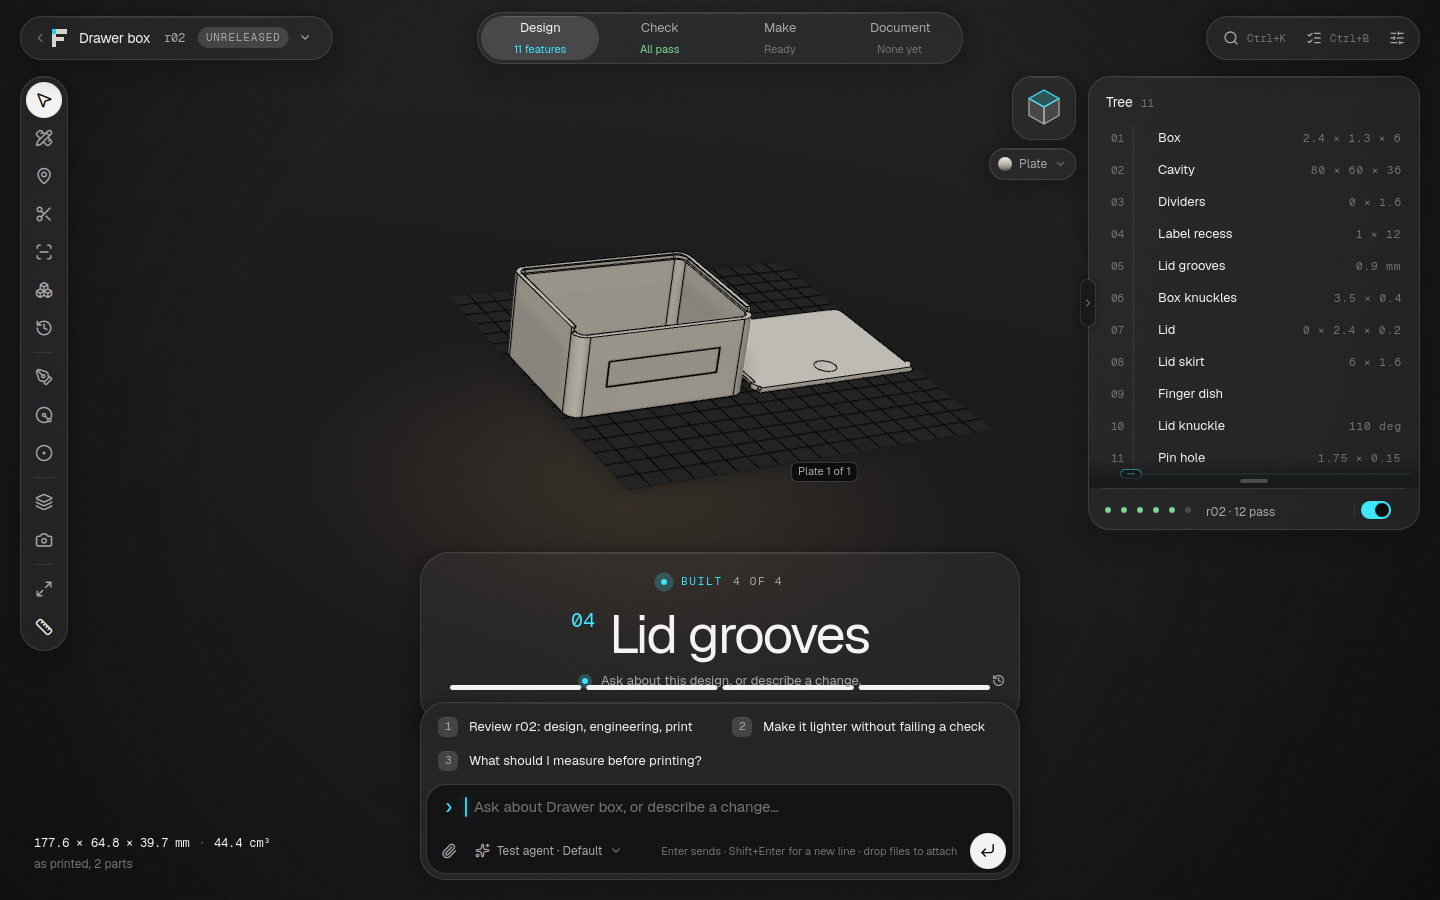 Drawer box r02 UNRELEASED
Design
11 features
Check
All pass
Make
Ready
Document
None yet
Ctrl+K
Ctrl+B
Plate
Tree 11
01 Box 2.4 × 1.3 × 6
02 Cavity 80 × 60 × 36
03 Dividers 0 × 1.6
04 Label recess 1 × 12
05 Lid grooves 0.9 mm
06 Box knuckles 3.5 × 0.4
07 Lid 0 × 2.4 × 0.2
08 Lid skirt 6 × 1.6
09 Finger dish
10 Lid knuckle 110 deg
11 Pin hole 1.75 × 0.15
r02 · 12 pass
Plate 1 of 1
BUILT 4 OF 4
04 Lid grooves
Ask about this design, or describe a change.
1 Review r02: design, engineering, print
2 Make it lighter without failing a check
3 What should I measure before printing?
Ask about Drawer box, or describe a change...
Test agent · Default
Enter sends · Shift+Enter for a new line · drop files to attach
177.6 × 64.8 × 39.7 mm · 44.4 cm³
as printed, 2 parts